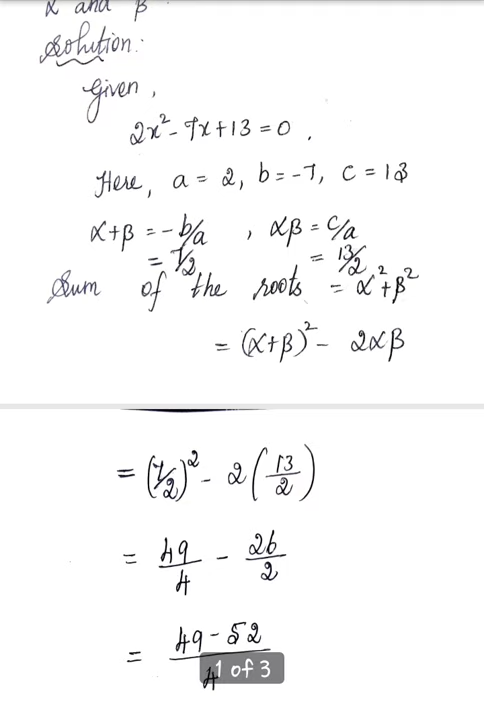 α and β
Solution:
Given,
2x² - 7x + 13 = 0.
Here, a = 2, b = -7, c = 13
α+β = -b/a , αβ = c/a
= 7/2 = 13/2
Sum of the roots = α² + β²
= (α+β)² - 2αβ
= (7/2)² - 2(13/2)
= 49/4 - 26/2
= 49-52/4
1 of 3